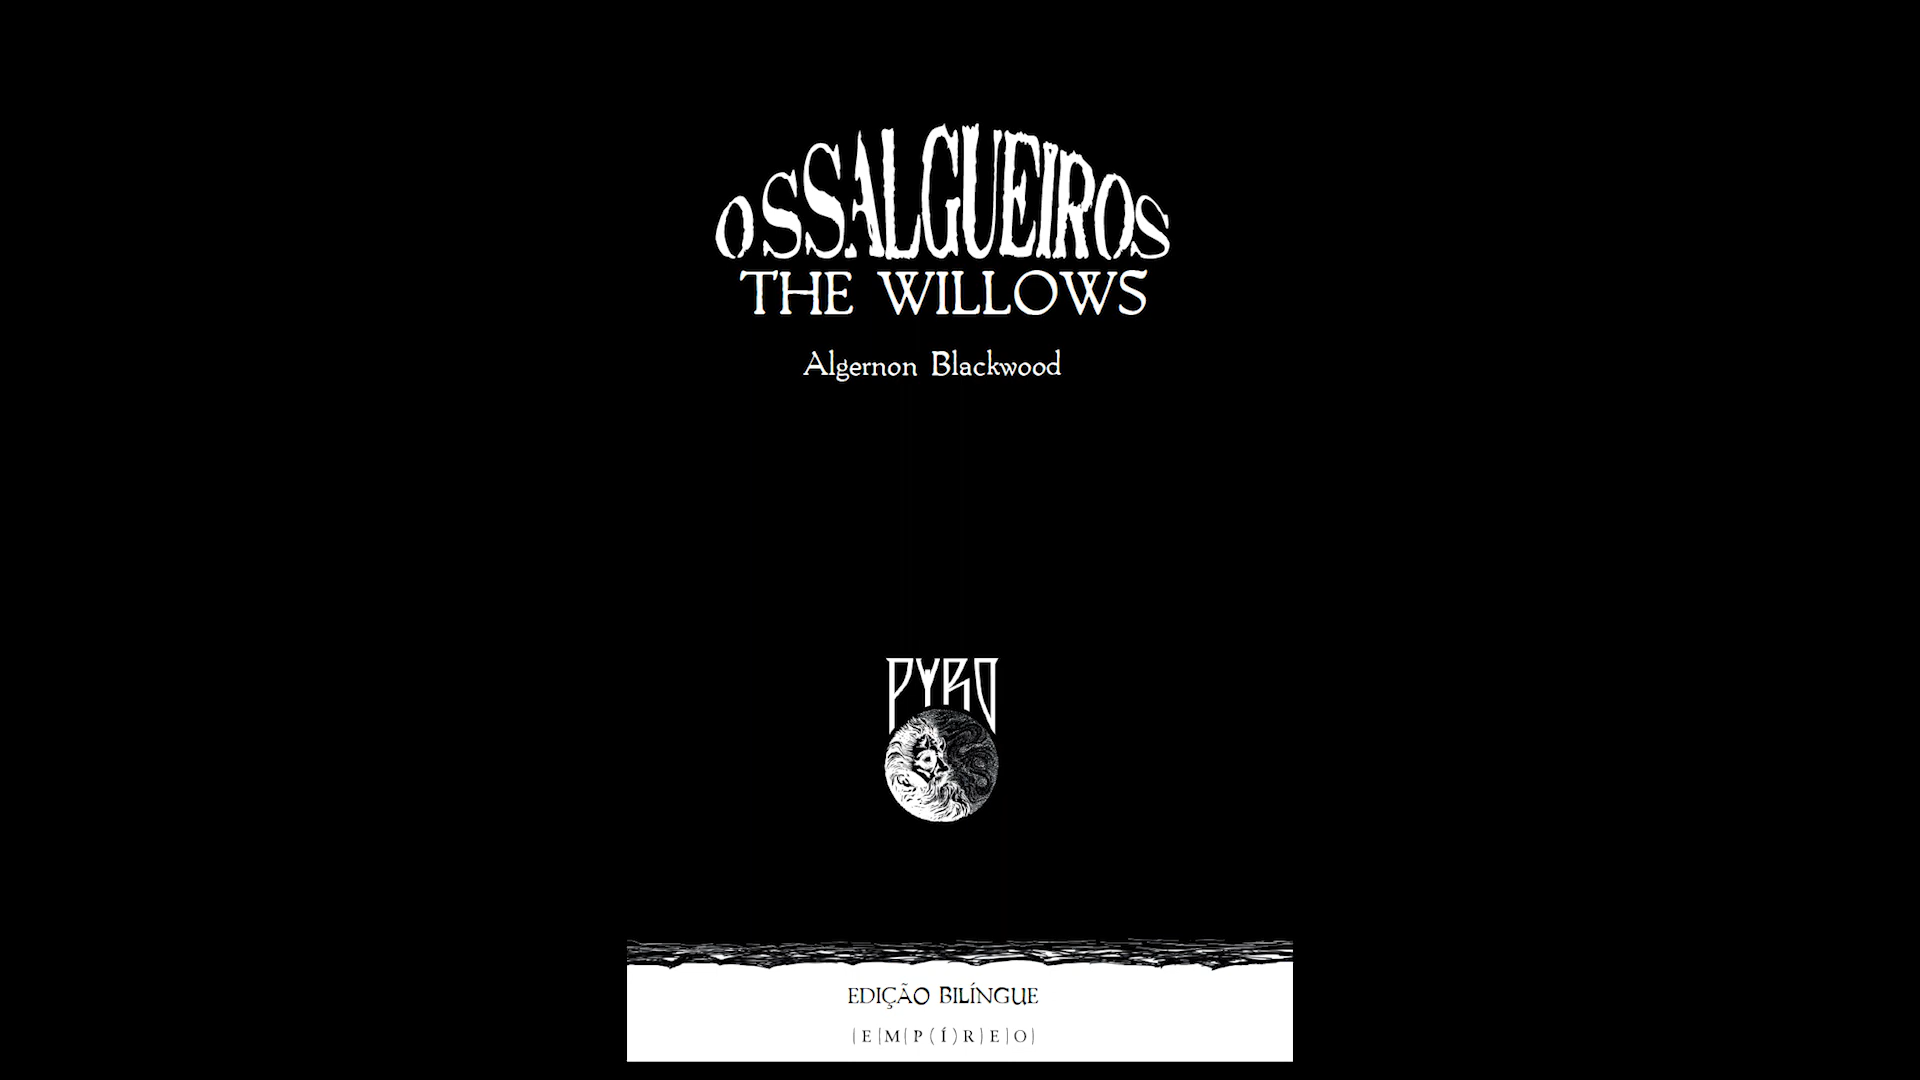 OS SALGUEIROS
THE WILLOWS
Algernon Blackwood
PYRO
EDIÇÃO BILÍNGUE
(E(M(P(Í)R)E)O)